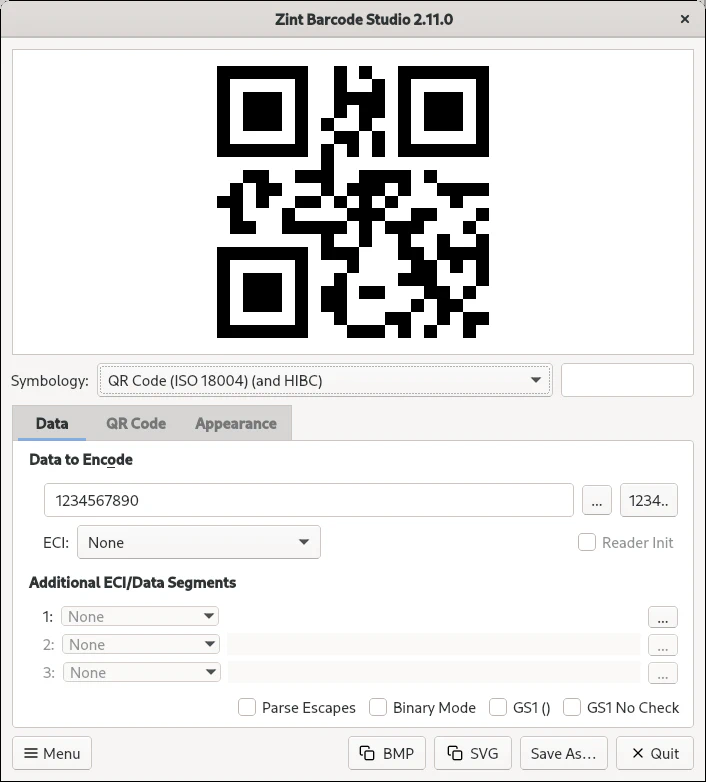 Zint Barcode Studio 2.11.0
Symbology: QR Code (ISO 18004) (and HIBC)
Data QR Code Appearance
Data to Encode
1234567890 ... 1234..
ECI: None Reader Init
Additional ECI/Data Segments
1: None ...
2: None ...
3: None ...
Parse Escapes Binary Mode GS1 () GS1 No Check
Menu BMP SVG Save As... Quit